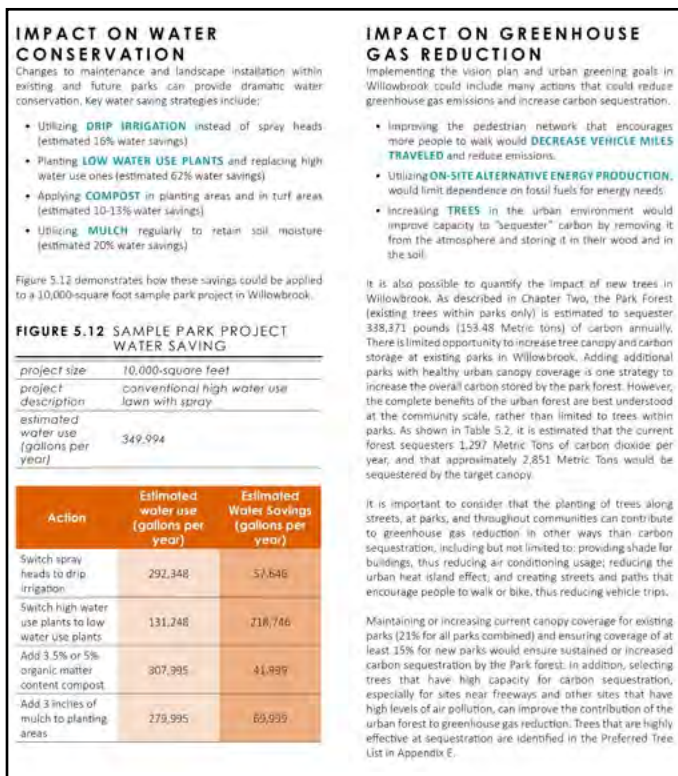 IMPACT ON WATER
CONSERVATION
Changes to maintenance and landscape installation within
existing and future parks can provide dramatic water
conservation. Key water saving strategies include:
• Utilizing DRIP IRRIGATION instead of spray heads
(estimated 16% water savings)
• Planting LOW WATER USE PLANTS and replacing high
water use ones (estimated 62% water savings)
• Applying COMPOST in planting areas and in turf areas
(estimated 10-13% water savings)
• Utilizing MULCH regularly to retain soil moisture
(estimated 20% water savings)
Figure 5.12 demonstrates how these savings could be applied
to a 10,000-square foot sample park project in Willowbrook.
FIGURE 5.12 SAMPLE PARK PROJECT
WATER SAVING
project size 10,000-square feet
project
description
conventional high water use
lawn with spray
estimated
water use
(gallons per
year)
349,994
Action
Estimated
water use
(gallons per
year)
Estimated
Water Savings
(gallons per
year)
Switch spray
heads to drip
irrigation
292,348 57,646
Switch high water
use plants to low
water use plants
131,248 218,746
Add 3.5% or 5%
organic matter
content compost
307,995 41,999
Add 3 inches of
mulch to planting
areas
279,995 69,999
IMPACT ON GREENHOUSE
GAS REDUCTION
Implementing the vision plan and urban greening goals in
Willowbrook could include many actions that could reduce
greenhouse gas emissions and increase carbon sequestration.
• Improving the pedestrian network that encourages
more people to walk would DECREASE VEHICLE MILES
TRAVELED and reduce emissions.
• Utilizing ON-SITE ALTERNATIVE ENERGY PRODUCTION,
would limit dependence on fossil fuels for energy needs
• Increasing TREES in the urban environment would
improve capacity to "sequester" carbon by removing it
from the atmosphere and storing it in their wood and in
the soil.
It is also possible to quantify the impact of new trees in
Willowbrook. As described in Chapter Two, the Park Forest
(existing trees within parks only) is estimated to sequester
338,371 pounds (153.48 Metric tons) of carbon annually.
There is limited opportunity to increase tree canopy and carbon
storage at existing parks in Willowbrook. Adding additional
parks with healthy urban canopy coverage is one strategy to
increase the overall carbon stored by the park forest. However,
the complete benefits of the urban forest are best understood
at the community scale, rather than limited to trees within
parks. As shown in Table 5.2, it is estimated that the current
forest sequesters 1,297 Metric Tons of carbon dioxide per
year, and that approximately 2,851 Metric Tons would be
sequestered by the target canopy.
It is important to consider that the planting of trees along
streets, at parks, and throughout communities can contribute
to greenhouse gas reduction in other ways than carbon
sequestration, including but not limited to: providing shade for
buildings, thus reducing air conditioning usage; reducing the
urban heat island effect; and creating streets and paths that
encourage people to walk or bike, thus reducing vehicle trips.
Maintaining or increasing current canopy coverage for existing
parks (21% for all parks combined) and ensuring coverage of at
least 15% for new parks would ensure sustained or increased
carbon sequestration by the Park forest. In addition, selecting
trees that have high capacity for carbon sequestration,
especially for sites near freeways and other sites that have
high levels of air pollution, can improve the contribution of the
urban forest to greenhouse gas reduction. Trees that are highly
effective at sequestration are identified in the Preferred Tree
List in Appendix E.